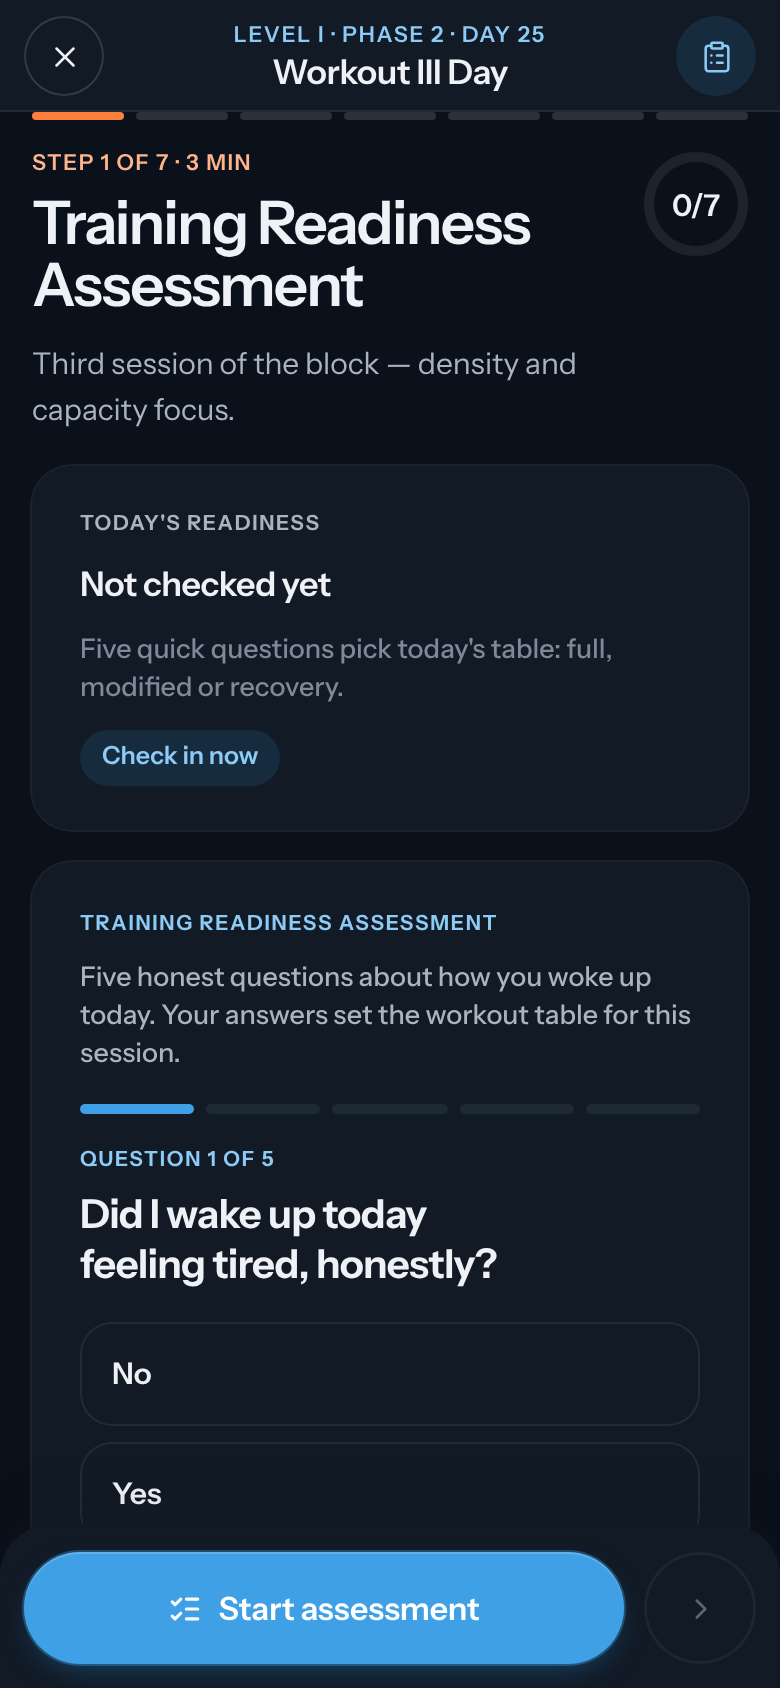 LEVEL I · PHASE 2 · DAY 25
Workout III Day
STEP 1 OF 7 · 3 MIN
0/7
Training Readiness
Assessment
Third session of the block — density and
capacity focus.
TODAY'S READINESS
Not checked yet
Five quick questions pick today's table: full,
modified or recovery.
Check in now
TRAINING READINESS ASSESSMENT
Five honest questions about how you woke up
today. Your answers set the workout table for this
session.
QUESTION 1 OF 5
Did I wake up today
feeling tired, honestly?
No
Yes
Start assessment